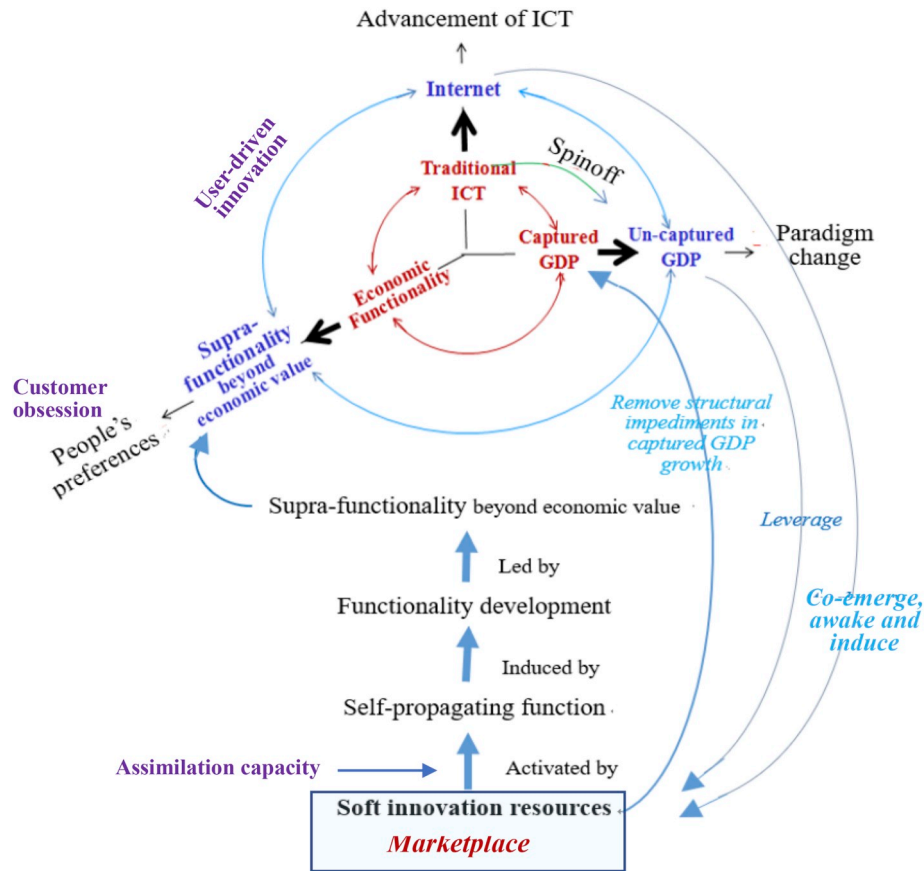 Advancement of ICT
Internet
User-driven
innovation
Spinoff
Traditional
ICT
Captured
GDP
Un-captured
GDP
Paradigm
change
Economic
Functionality
Supra-
functionality
beyond
economic value
Customer
obsession
People's
preferences
Remove structural
impediments in
captured GDP
growth
Supra-functionality beyond economic value
Leverage
Led by
Functionality development
Co-emerge,
awake and
induce
Induced by
Self-propagating function
Assimilation capacity
Activated by
Soft innovation resources
Marketplace